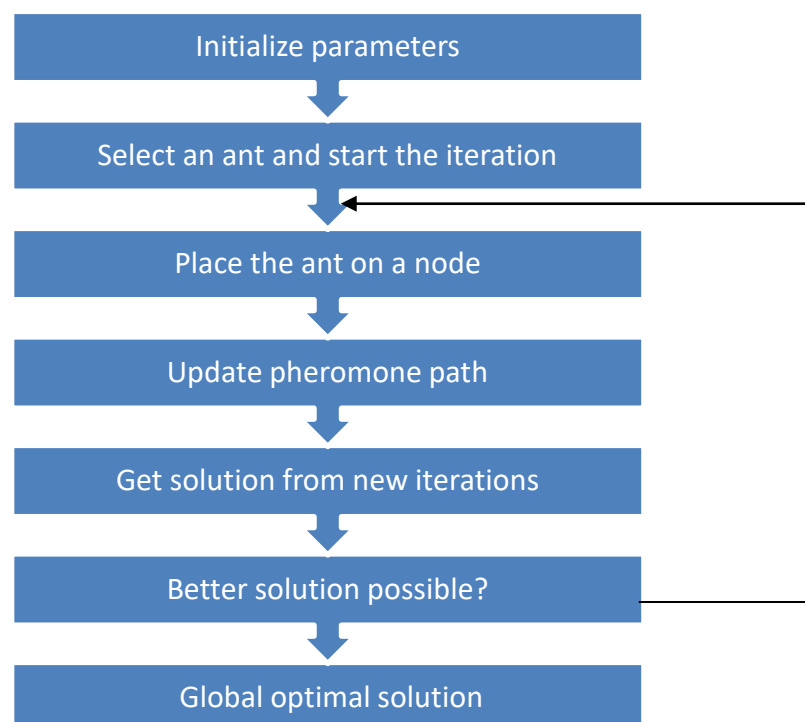 Initialize parameters
Select an ant and start the iteration
Place the ant on a node
Update pheromone path
Get solution from new iterations
Better solution possible?
Global optimal solution